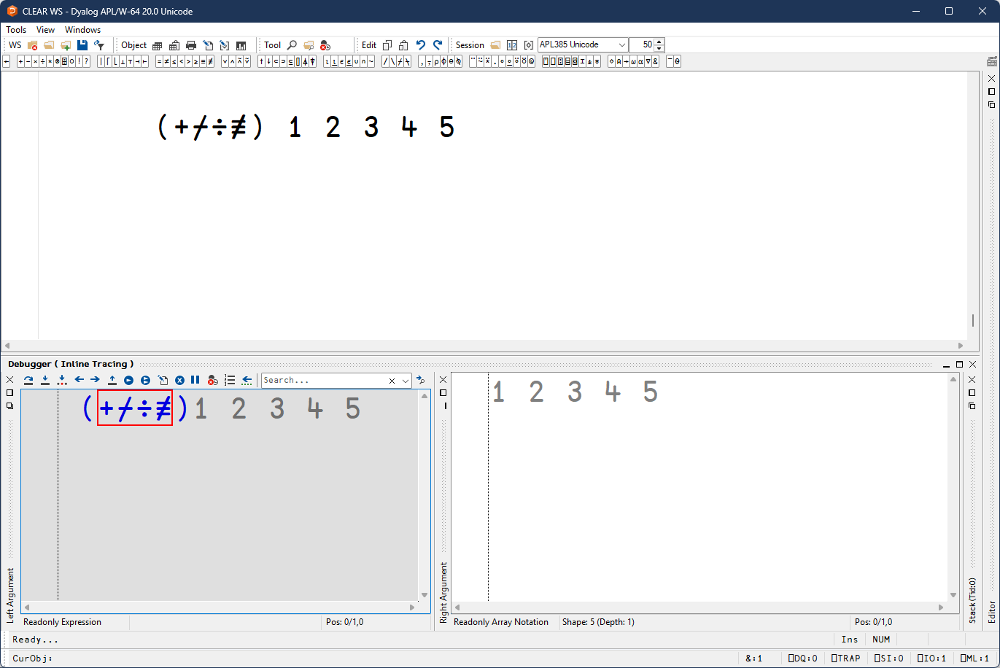 CLEAR WS - Dyalog APL/W-64 20.0 Unicode
Tools View Windows
WS Object Tool Edit Session APL385 Unicode 50
← + - × ÷ * ⍟ ⌹ ○ ! ? | ⌈ ⌊ ⊥ ⊤ ⊣ ⊢ = ≠ ≤ < > ≥ ≡ ≢ ∨ ∧ ⍲ ⍱ ↑ ↓ ⊂ ⊃ ⊆ ⌷ ⍋ ⍒ ⍳ ⍸ ∊ ⍷ ∪ ∩ ~ / \ ⌿ ⍀ , ⍪ ⍴ ⌽ ⊖ ⍉ ¨ ⍨ ⍣ . ∘ ⍛ ⍤ ⍥ @ ⎕ ⍞ ⌸ ⌺ ⌶ ⍎ ⍕ ⋄ ⍝ → ⍵ ⍺ ∇ & ¯ ⍬
(+⌿÷≢) 1 2 3 4 5
Debugger ( Inline Tracing )
Search...
(+⌿÷≢)1 2 3 4 5
Left Argument
Readonly Expression Pos: 0/1,0
1 2 3 4 5
Right Argument
Readonly Array Notation Shape: 5 (Depth: 1) Pos: 0/1,0
Stack (Tid:0)
Editor
Ready... Ins NUM
CurObj: &:1 ⎕DQ:0 ⎕TRAP ⎕SI:0 ⎕IO:1 ⎕ML:1